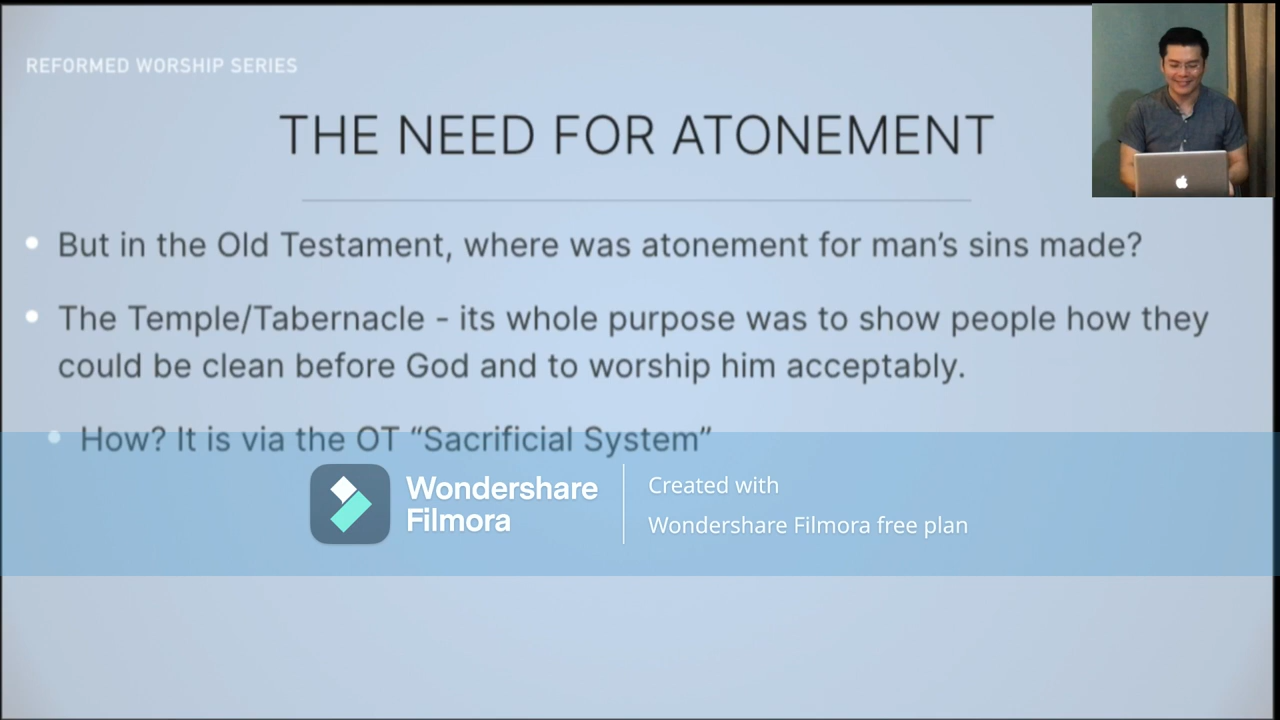 REFORMED WORSHIP SERIES
THE NEED FOR ATONEMENT
But in the Old Testament, where was atonement for man’s sins made?
The Temple/Tabernacle - its whole purpose was to show people how they
could be clean before God and to worship him acceptably.
How? It is via the OT “Sacrificial System”
Wondershare
Filmora
Created with
Wondershare Filmora free plan